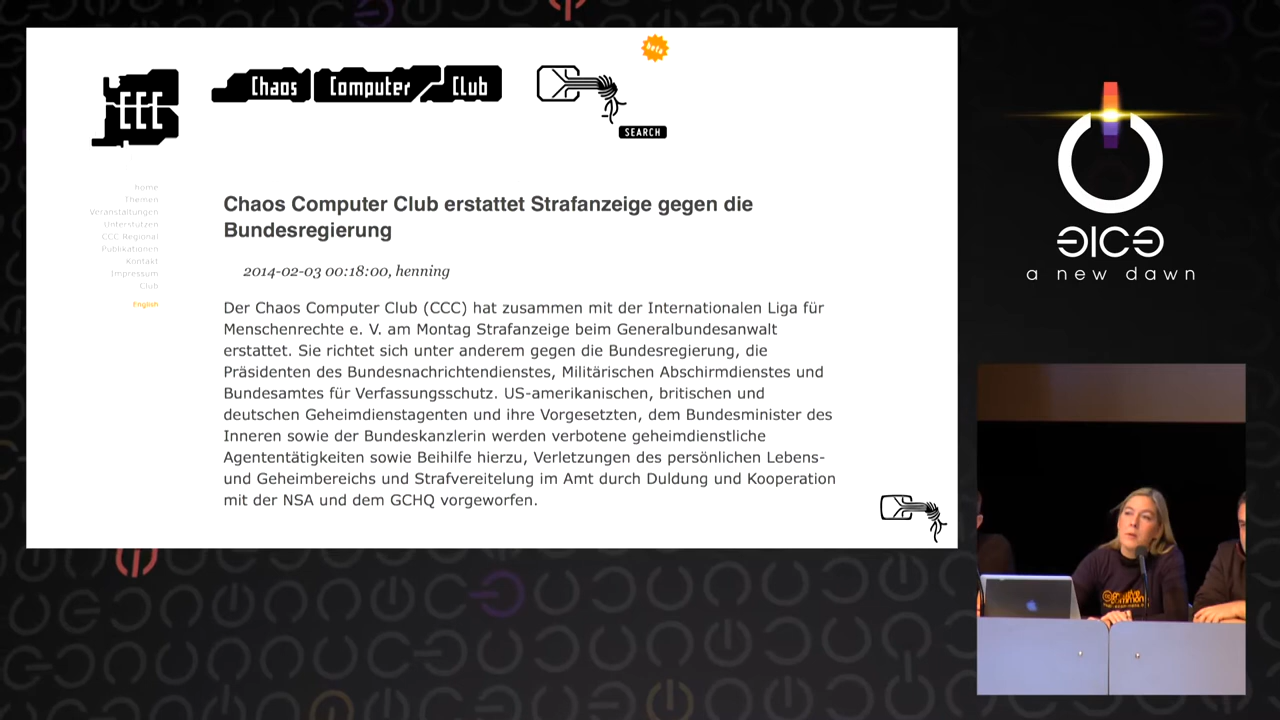 beta
CCC
Chaos Computer Club
SEARCH
home
Themen
Veranstaltungen
Unterstützen
CCC Regional
Publikationen
Kontakt
Impressum
Club
English
Chaos Computer Club erstattet Strafanzeige gegen die
Bundesregierung
2014-02-03 00:18:00, henning
Der Chaos Computer Club (CCC) hat zusammen mit der Internationalen Liga für
Menschenrechte e. V. am Montag Strafanzeige beim Generalbundesanwalt
erstattet. Sie richtet sich unter anderem gegen die Bundesregierung, die
Präsidenten des Bundesnachrichtendienstes, Militärischen Abschirmdienstes und
Bundesamtes für Verfassungsschutz. US-amerikanischen, britischen und
deutschen Geheimdienstagenten und ihre Vorgesetzten, dem Bundesminister des
Inneren sowie der Bundeskanzlerin werden verbotene geheimdienstliche
Agententätigkeiten sowie Beihilfe hierzu, Verletzungen des persönlichen Lebens-
und Geheimbereichs und Strafvereitelung im Amt durch Duldung und Kooperation
mit der NSA und dem GCHQ vorgeworfen.
a new dawn